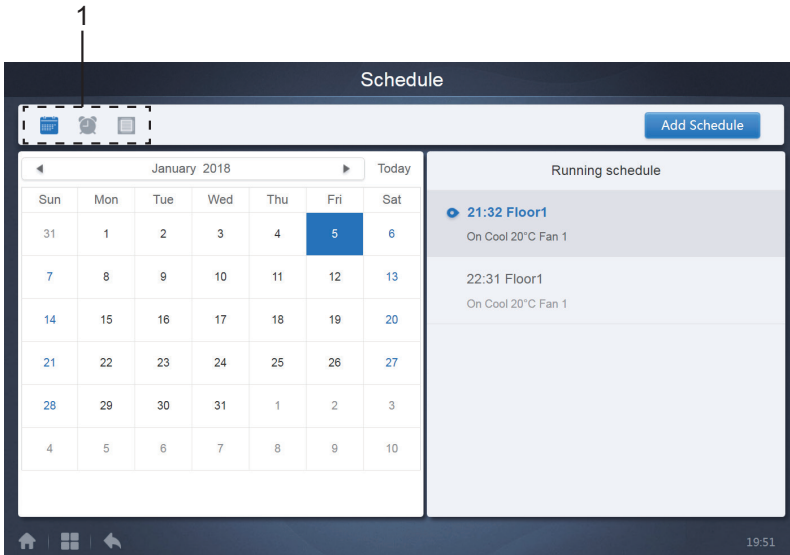 1
Schedule
Add Schedule
January 2018 Today
Sun Mon Tue Wed Thu Fri Sat
31 1 2 3 4 5 6
7 8 9 10 11 12 13
14 15 16 17 18 19 20
21 22 23 24 25 26 27
28 29 30 31 1 2 3
4 5 6 7 8 9 10
Running schedule
21:32 Floor1
On Cool 20°C Fan 1
22:31 Floor1
On Cool 20°C Fan 1
19:51